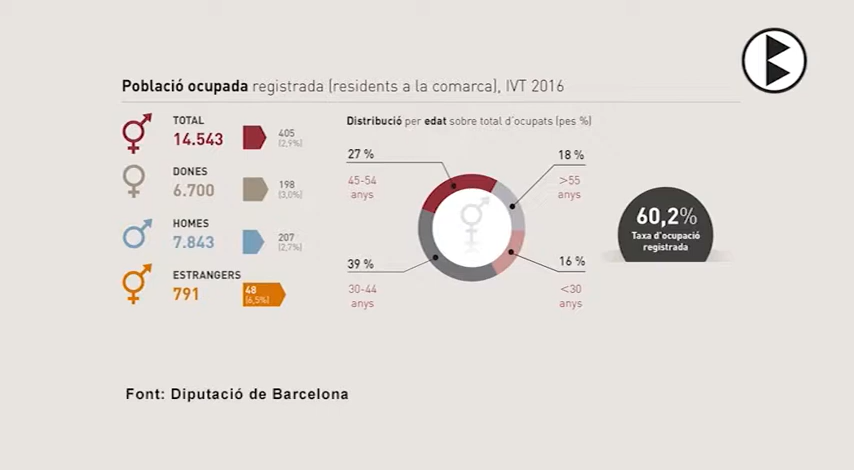 Població ocupada registrada (residents a la comarca), IVT 2016
TOTAL
14.543
405
(2,9%)
DONES
6.700
198
(3,0%)
HOMES
7.843
207
(2,7%)
ESTRANGERS
791
48
(6,5%)
Distribució per edat sobre total d'ocupats (pes %)
27 %
45-54
anys
18 %
>55
anys
39 %
30-44
anys
16 %
<30
anys
60,2%
Taxa d'ocupació
registrada
Font: Diputació de Barcelona